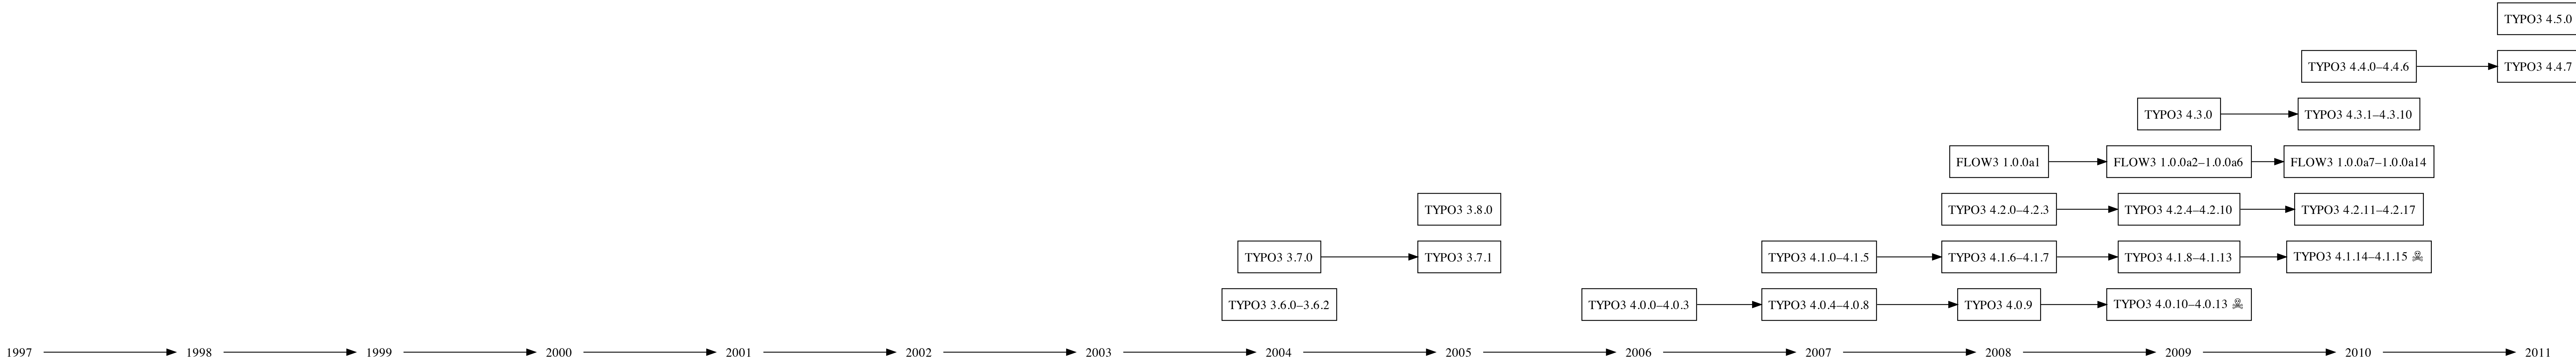 TYPO3 4.5.0
TYPO3 4.4.0–4.4.6 TYPO3 4.4.7
TYPO3 4.3.0 TYPO3 4.3.1–4.3.10
FLOW3 1.0.0a1 FLOW3 1.0.0a2–1.0.0a6 FLOW3 1.0.0a7–1.0.0a14
TYPO3 3.8.0 TYPO3 4.2.0–4.2.3 TYPO3 4.2.4–4.2.10 TYPO3 4.2.11–4.2.17
TYPO3 3.7.0 TYPO3 3.7.1 TYPO3 4.1.0–4.1.5 TYPO3 4.1.6–4.1.7 TYPO3 4.1.8–4.1.13 TYPO3 4.1.14–4.1.15 ☠
TYPO3 3.6.0–3.6.2 TYPO3 4.0.0–4.0.3 TYPO3 4.0.4–4.0.8 TYPO3 4.0.9 TYPO3 4.0.10–4.0.13 ☠
1997 1998 1999 2000 2001 2002 2003 2004 2005 2006 2007 2008 2009 2010 2011